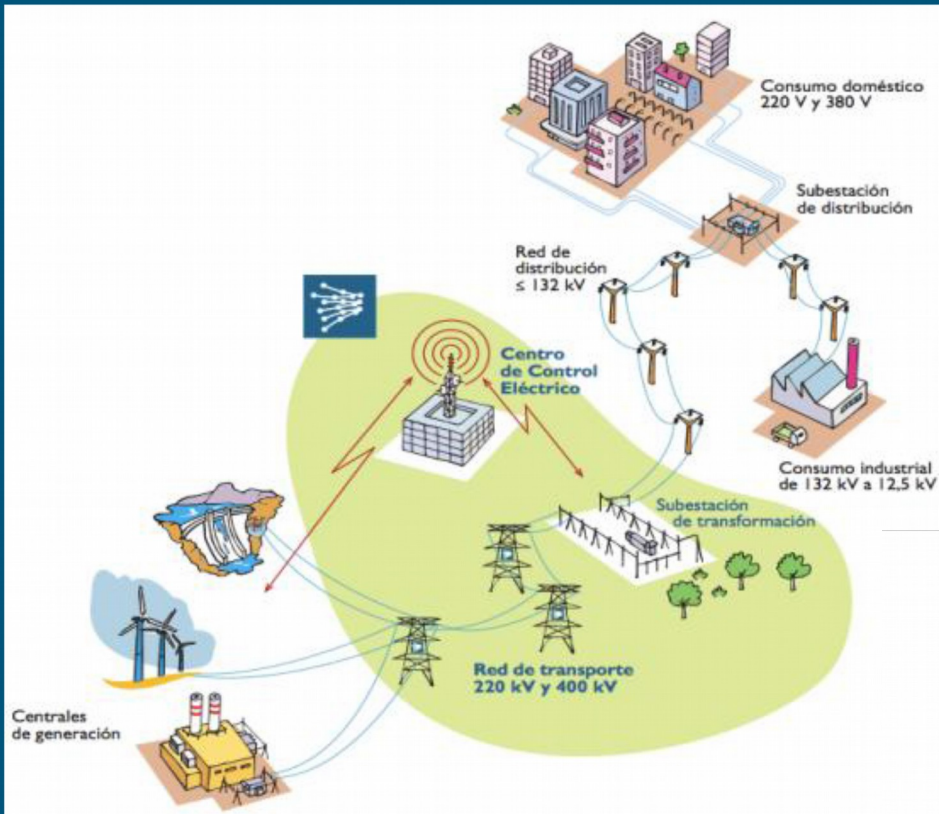 Consumo doméstico
220 V y 380 V
Subestación
de distribución
Red de
distribución
≤ 132 kV
Centro
de Control
Eléctrico
Consumo industrial
de 132 kV a 12,5 kV
Subestación
de transformación
Red de transporte
220 kV y 400 kV
Centrales
de generación